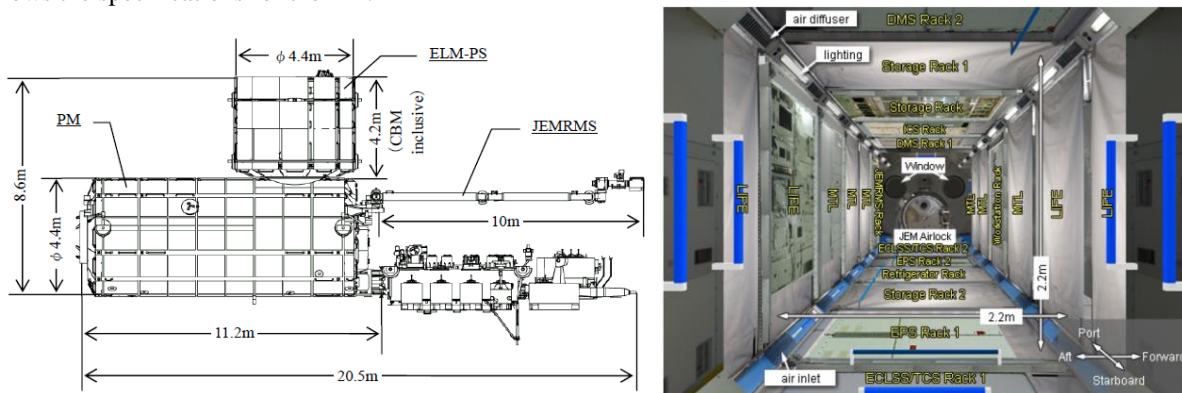 φ 4.4m
ELM-PS
PM
8.6m
4.2m
(CBM
inclusive)
JEMRMS
φ 4.4m
10m
11.2m
20.5m
air diffuser
DMS Rack 2
lighting
Storage Rack 1
Storage Rack
ICS Rack
DMS Rack 1
Window
LIFE
LIFE
MTL
MTL
MTL
JEMRMS Rack
MTL
MTL
Workstation Rack
MTL
LIFE
LIFE
JEM Airlock
ECLSS/TCS Rack 2
EPS Rack 2
Refrigerator Rack
Storage Rack 2
2.2m
2.2m
EPS Rack 1
Port
Aft
Forward
Starboard
air inlet
ECLSS/TCS Rack 1